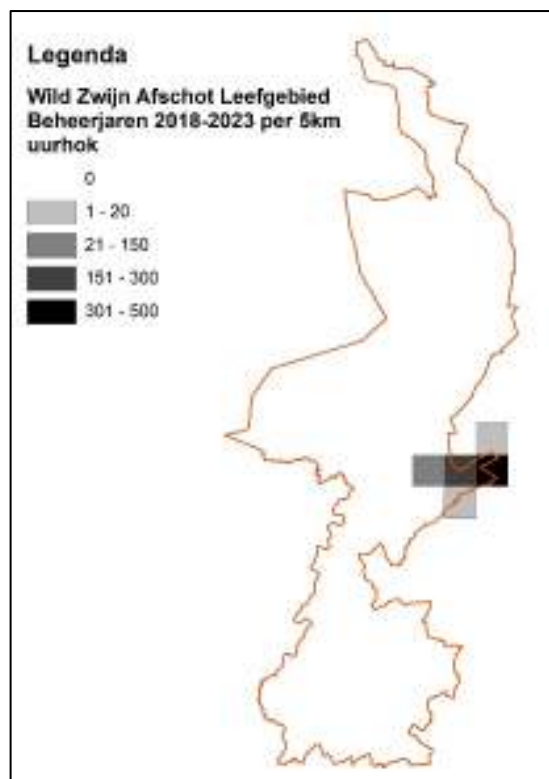 Legenda
Wild Zwijn Afschot Leefgebied
Beheerjaren 2018-2023 per 5km
uurhok
0
1 - 20
21 - 150
151 - 300
301 - 500